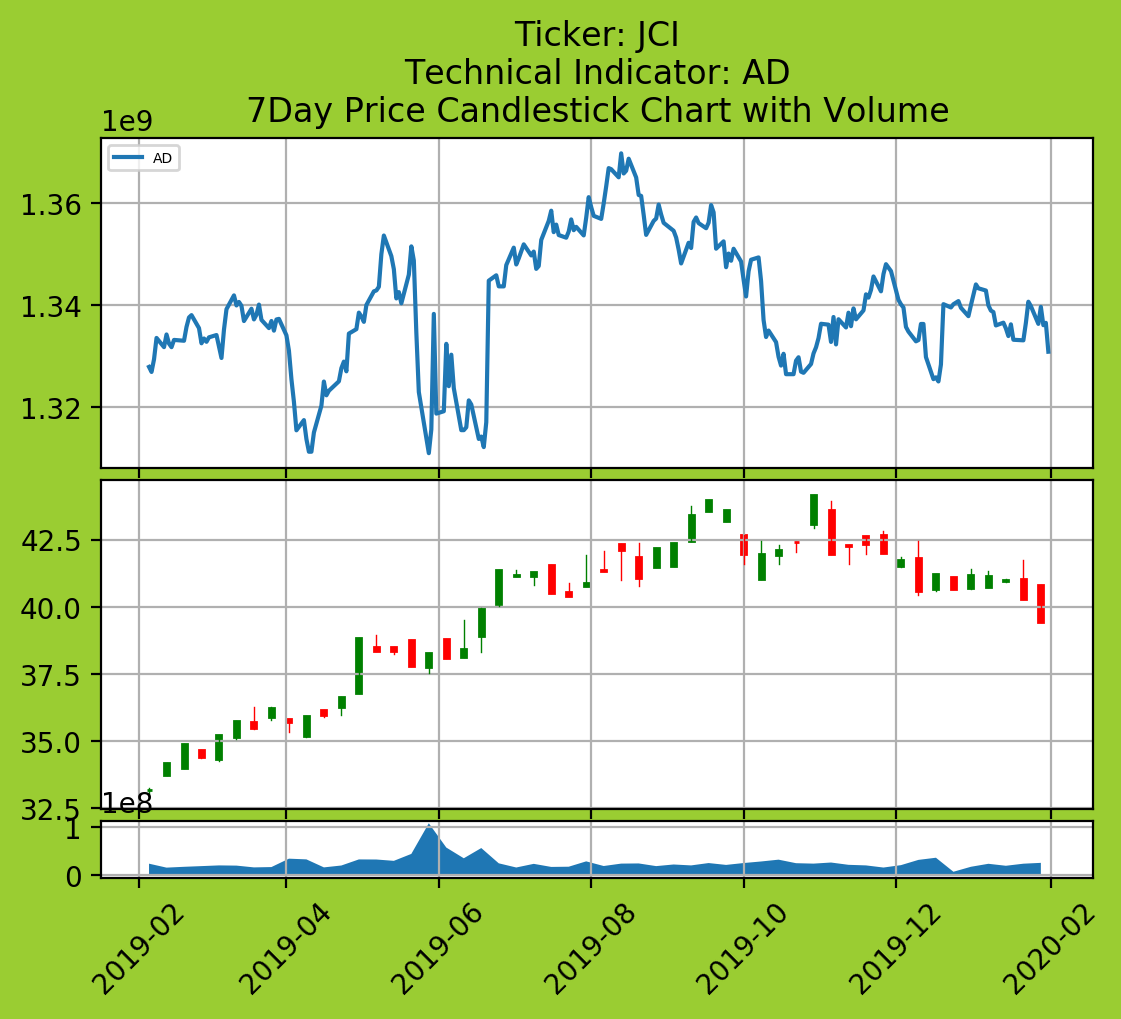 Ticker: JCI
Technical Indicator: AD
7Day Price Candlestick Chart with Volume
1e9
AD
1.36
1.34
1.32
42.5
40.0
37.5
35.0
32.5
1e8
1
0
2019-02
2019-04
2019-06
2019-08
2019-10
2019-12
2020-02